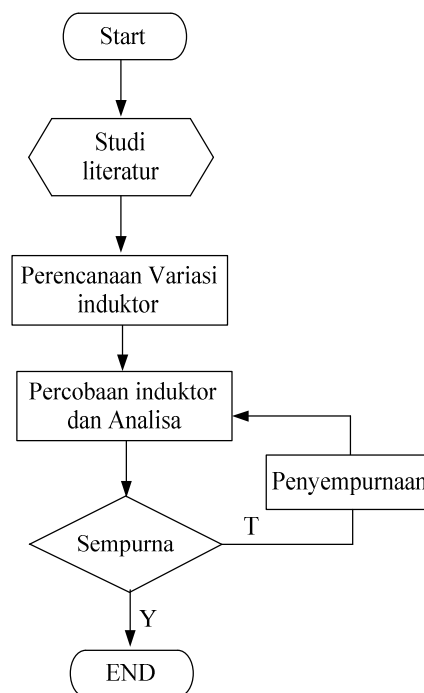 Start
Studi
literatur
Perencanaan Variasi
induktor
Percobaan induktor
dan Analisa
Penyempurnaan
Sempurna
T
Y
END